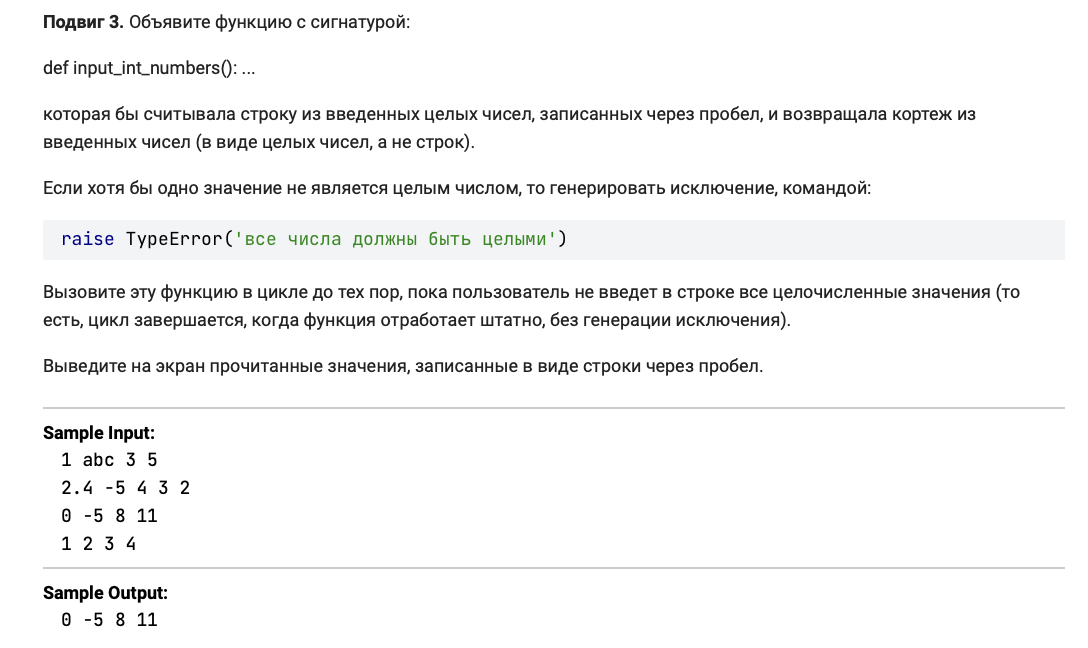 Подвиг 3. Объявите функцию с сигнатурой:
def input_int_numbers(): ...
которая бы считывала строку из введенных целых чисел, записанных через пробел, и возвращала кортеж из
введенных чисел (в виде целых чисел, а не строк).
Если хотя бы одно значение не является целым числом, то генерировать исключение, командой:
raise TypeError('все числа должны быть целыми')
Вызовите эту функцию в цикле до тех пор, пока пользователь не введет в строке все целочисленные значения (то
есть, цикл завершается, когда функция отработает штатно, без генерации исключения).
Выведите на экран прочитанные значения, записанные в виде строки через пробел.
Sample Input:
1 abc 3 5
2.4 -5 4 3 2
0 -5 8 11
1 2 3 4
Sample Output:
0 -5 8 11